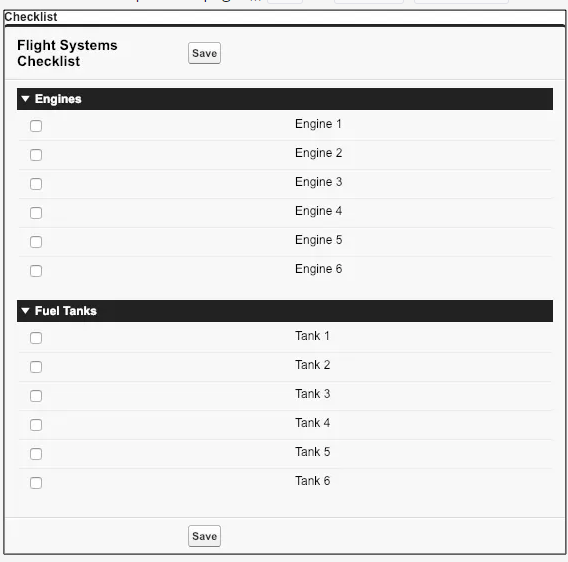 Checklist
Flight Systems
Checklist
Save
Engines
Engine 1
Engine 2
Engine 3
Engine 4
Engine 5
Engine 6
Fuel Tanks
Tank 1
Tank 2
Tank 3
Tank 4
Tank 5
Tank 6
Save